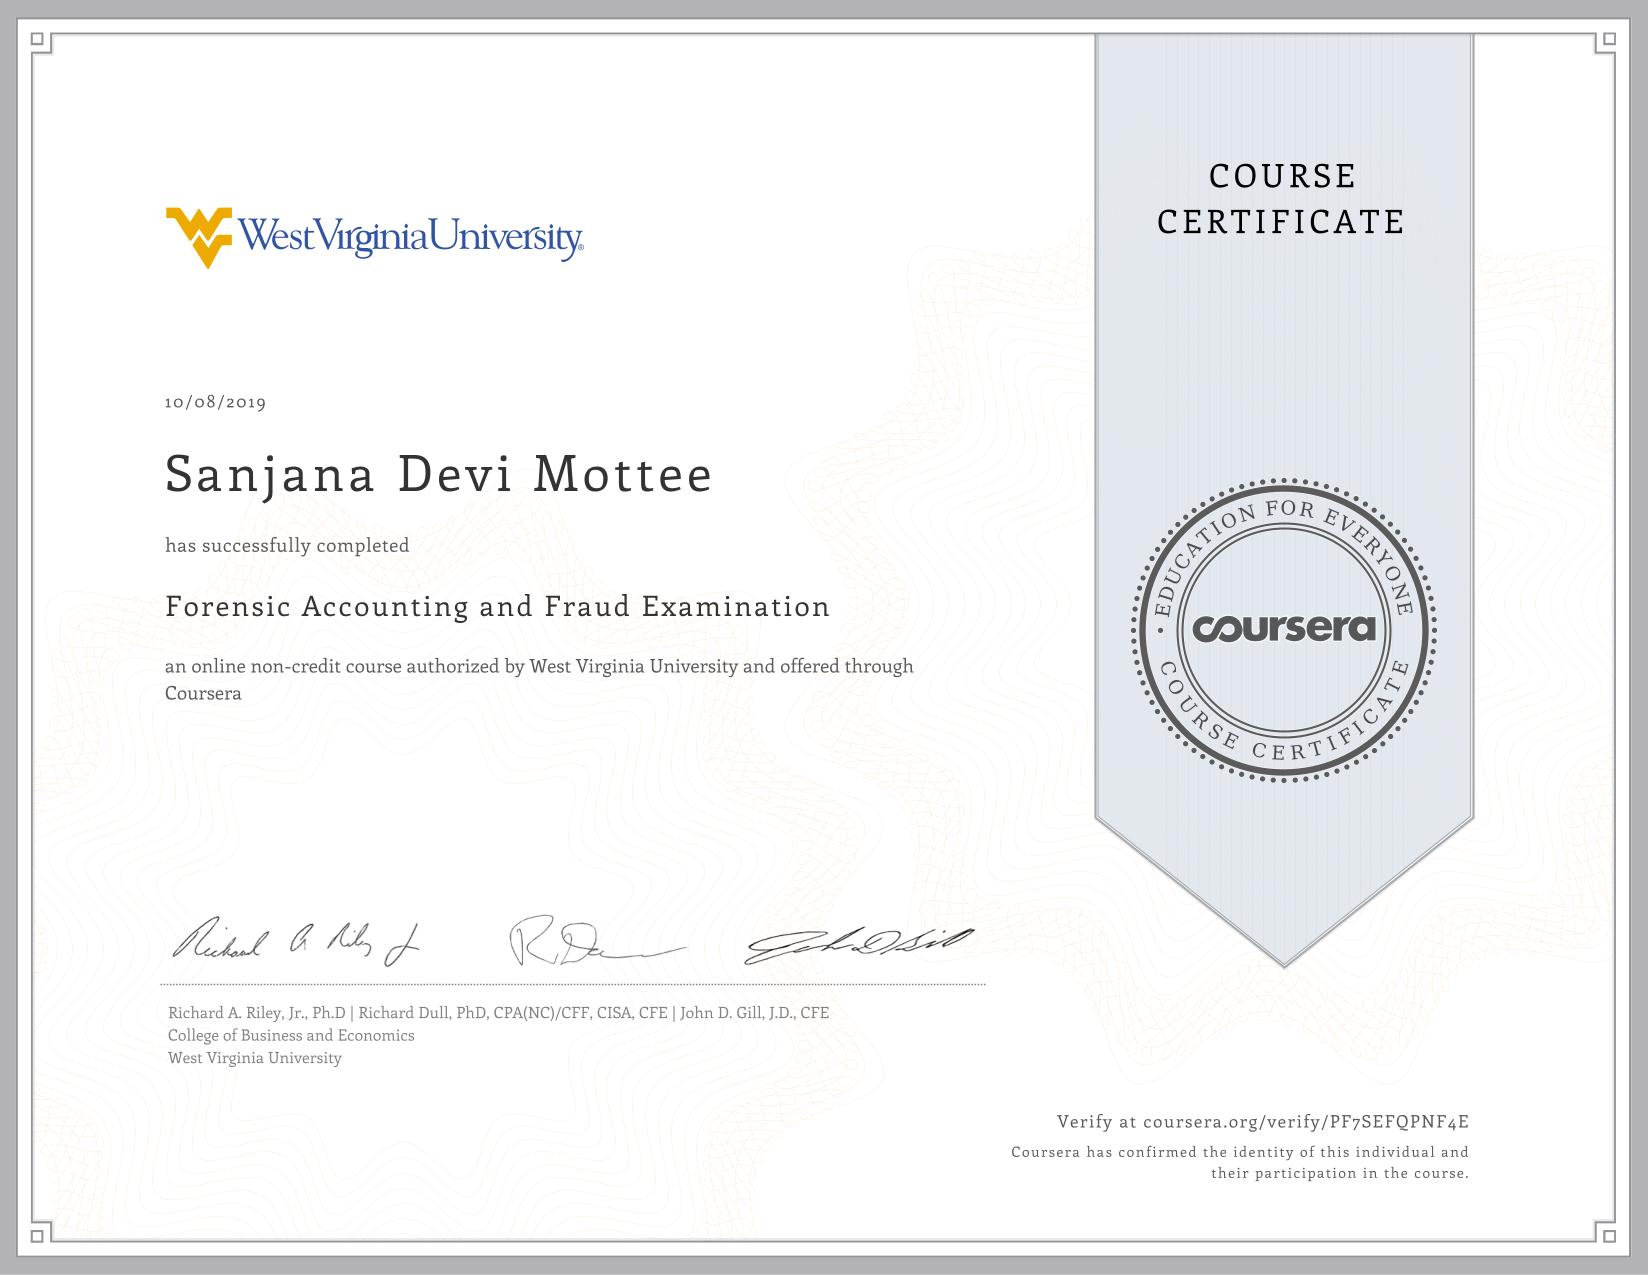 COURSE
CERTIFICATE
WestVirginiaUniversity®
10/08/2019
Sanjana Devi Mottee
has successfully completed
Forensic Accounting and Fraud Examination
an online non-credit course authorized by West Virginia University and offered through
Coursera
EDUCATION FOR EVERYONE
coursera
COURSE CERTIFICATE
Richard A Riley Jr
Richard A. Riley, Jr., Ph.D | Richard Dull, PhD, CPA(NC)/CFF, CISA, CFE | John D. Gill, J.D., CFE
College of Business and Economics
West Virginia University
Verify at coursera.org/verify/PF7SEFQPNF4E
Coursera has confirmed the identity of this individual and
their participation in the course.